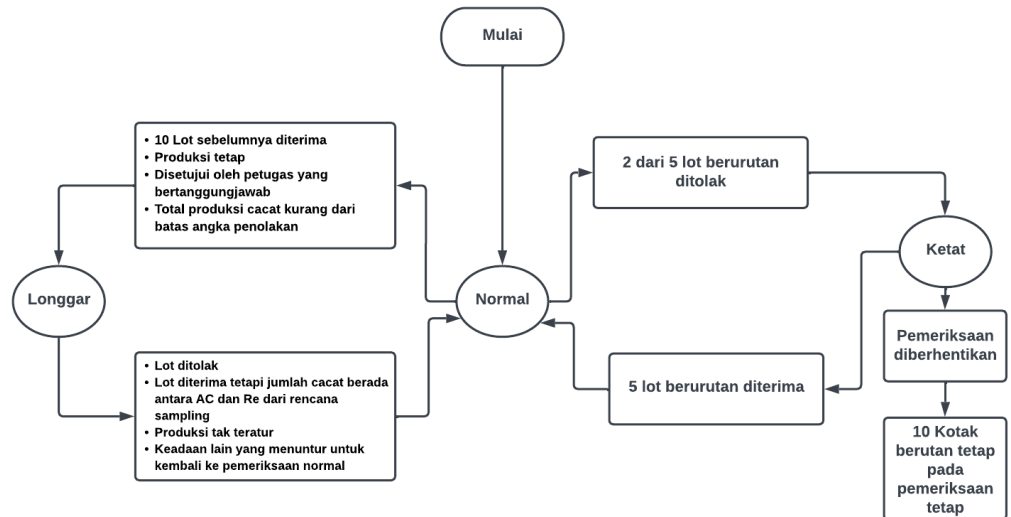 Mulai
• 10 Lot sebelumnya diterima
• Produksi tetap
• Disetujui oleh petugas yang
bertanggungjawab
• Total produksi cacat kurang dari
batas angka penolakan
2 dari 5 lot berurutan
ditolak
Ketat
Longgar
Normal
Pemeriksaan
diberhentikan
• Lot ditolak
• Lot diterima tetapi jumlah cacat berada
antara AC dan Re dari rencana
sampling
• Produksi tak teratur
• Keadaan lain yang menuntur untuk
kembali ke pemeriksaan normal
5 lot berurutan diterima
10 Kotak
berutan tetap
pada
pemeriksaan
tetap